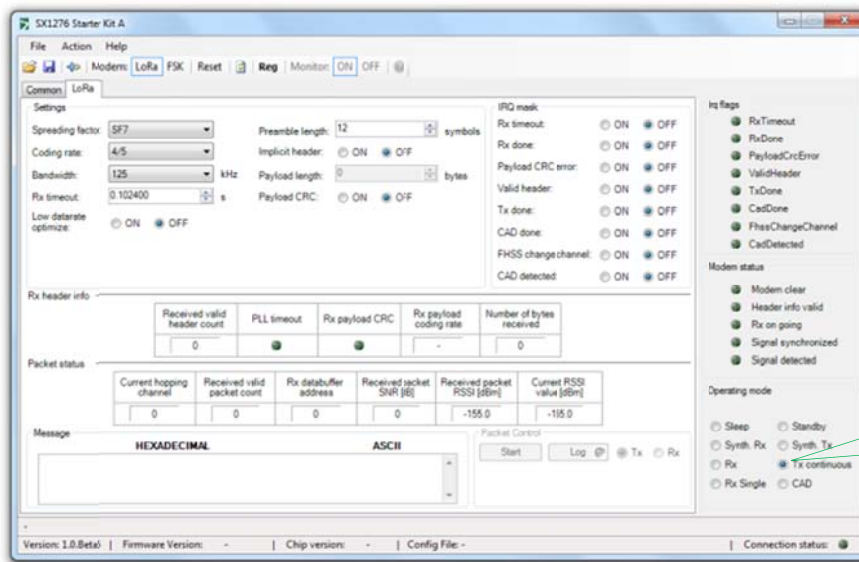 SX1276 Starter Kit A
File Action Help
Modem: LoRa FSK Reset Reg Monitor: ON OFF
Common LoRa
Settings
Spreading factor: SF7
Coding rate: 4/5
Bandwidth: 125 kHz
Rx timeout: 0.102400 s
Low datarate optimize: ON OFF
Preamble length: 12 symbols
Implicit header: ON OFF
Payload length: 0 bytes
Payload CRC: ON OFF
IRQ mask
Rx timeout: ON OFF
Rx done: ON OFF
Payload CRC error: ON OFF
Valid header: ON OFF
Tx done: ON OFF
CAD done: ON OFF
FHSS change channel: ON OFF
CAD detected: ON OFF
Irq flags
RxTimeout
RxDone
PayloadCrcError
ValidHeader
TxDone
CadDone
FhssChangeChannel
CadDetected
Modem status
Modem clear
Header info valid
Rx on going
Signal synchronized
Signal detected
Operating mode
Sleep Standby
Synth. Rx Synth. Tx
Rx Tx continuous
Rx Single CAD
Rx header info
Received valid header count PLL timeout Rx payload CRC Rx payload coding rate Number of bytes received
0 - 0
Packet status
Current hopping channel Received valid packet count Rx databuffer address Received packet SNR [dB] Received packet RSSI [dBm] Current RSSI value [dBm]
0 0 0 0 -155.0
Message
HEXADECIMAL ASCII
Packet Control
Start Log Tx Rx
-
Version: 1.0.Beta6 | Firmware Version: - | Chip version: - | Config File: - | Connection status: